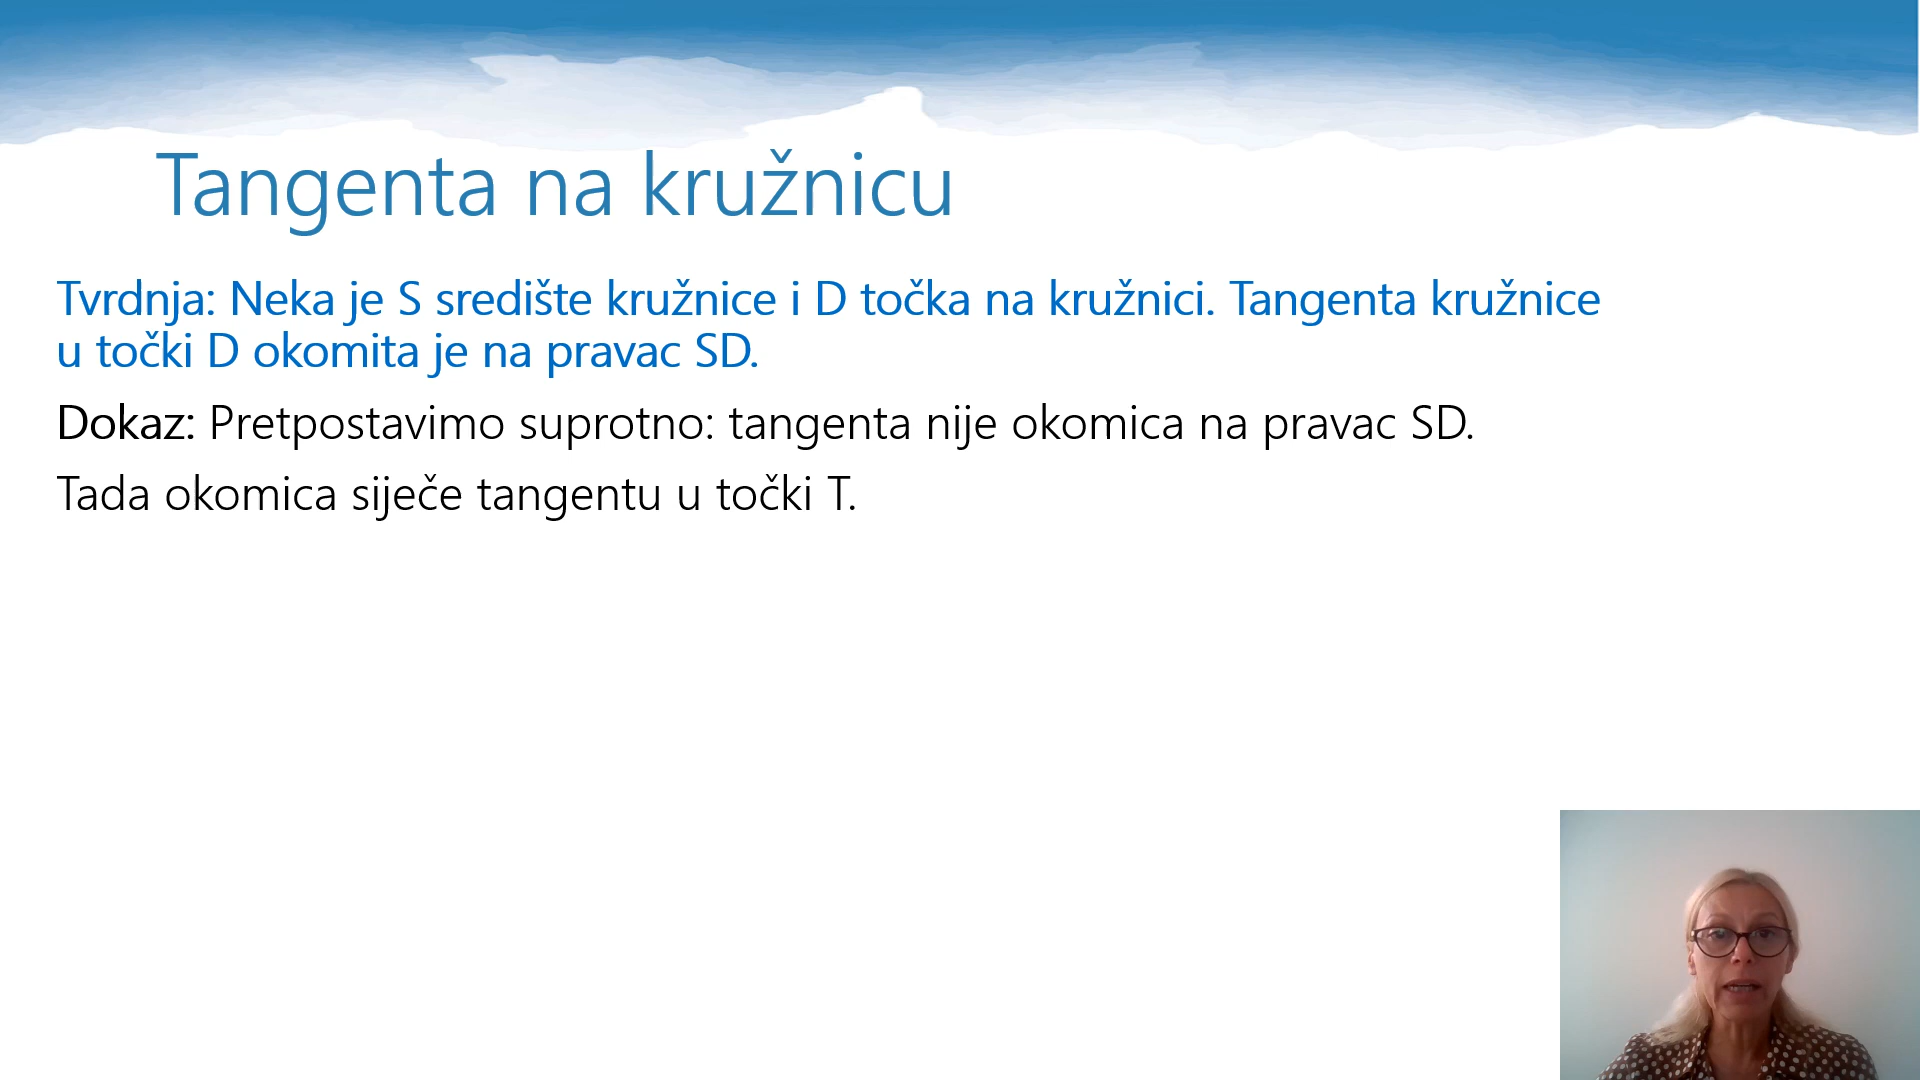 Tangenta na kružnicu
Tvrdnja: Neka je S središte kružnice i D točka na kružnici. Tangenta kružnice
u točki D okomita je na pravac SD.
Dokaz: Pretpostavimo suprotno: tangenta nije okomica na pravac SD.
Tada okomica siječe tangentu u točki T.